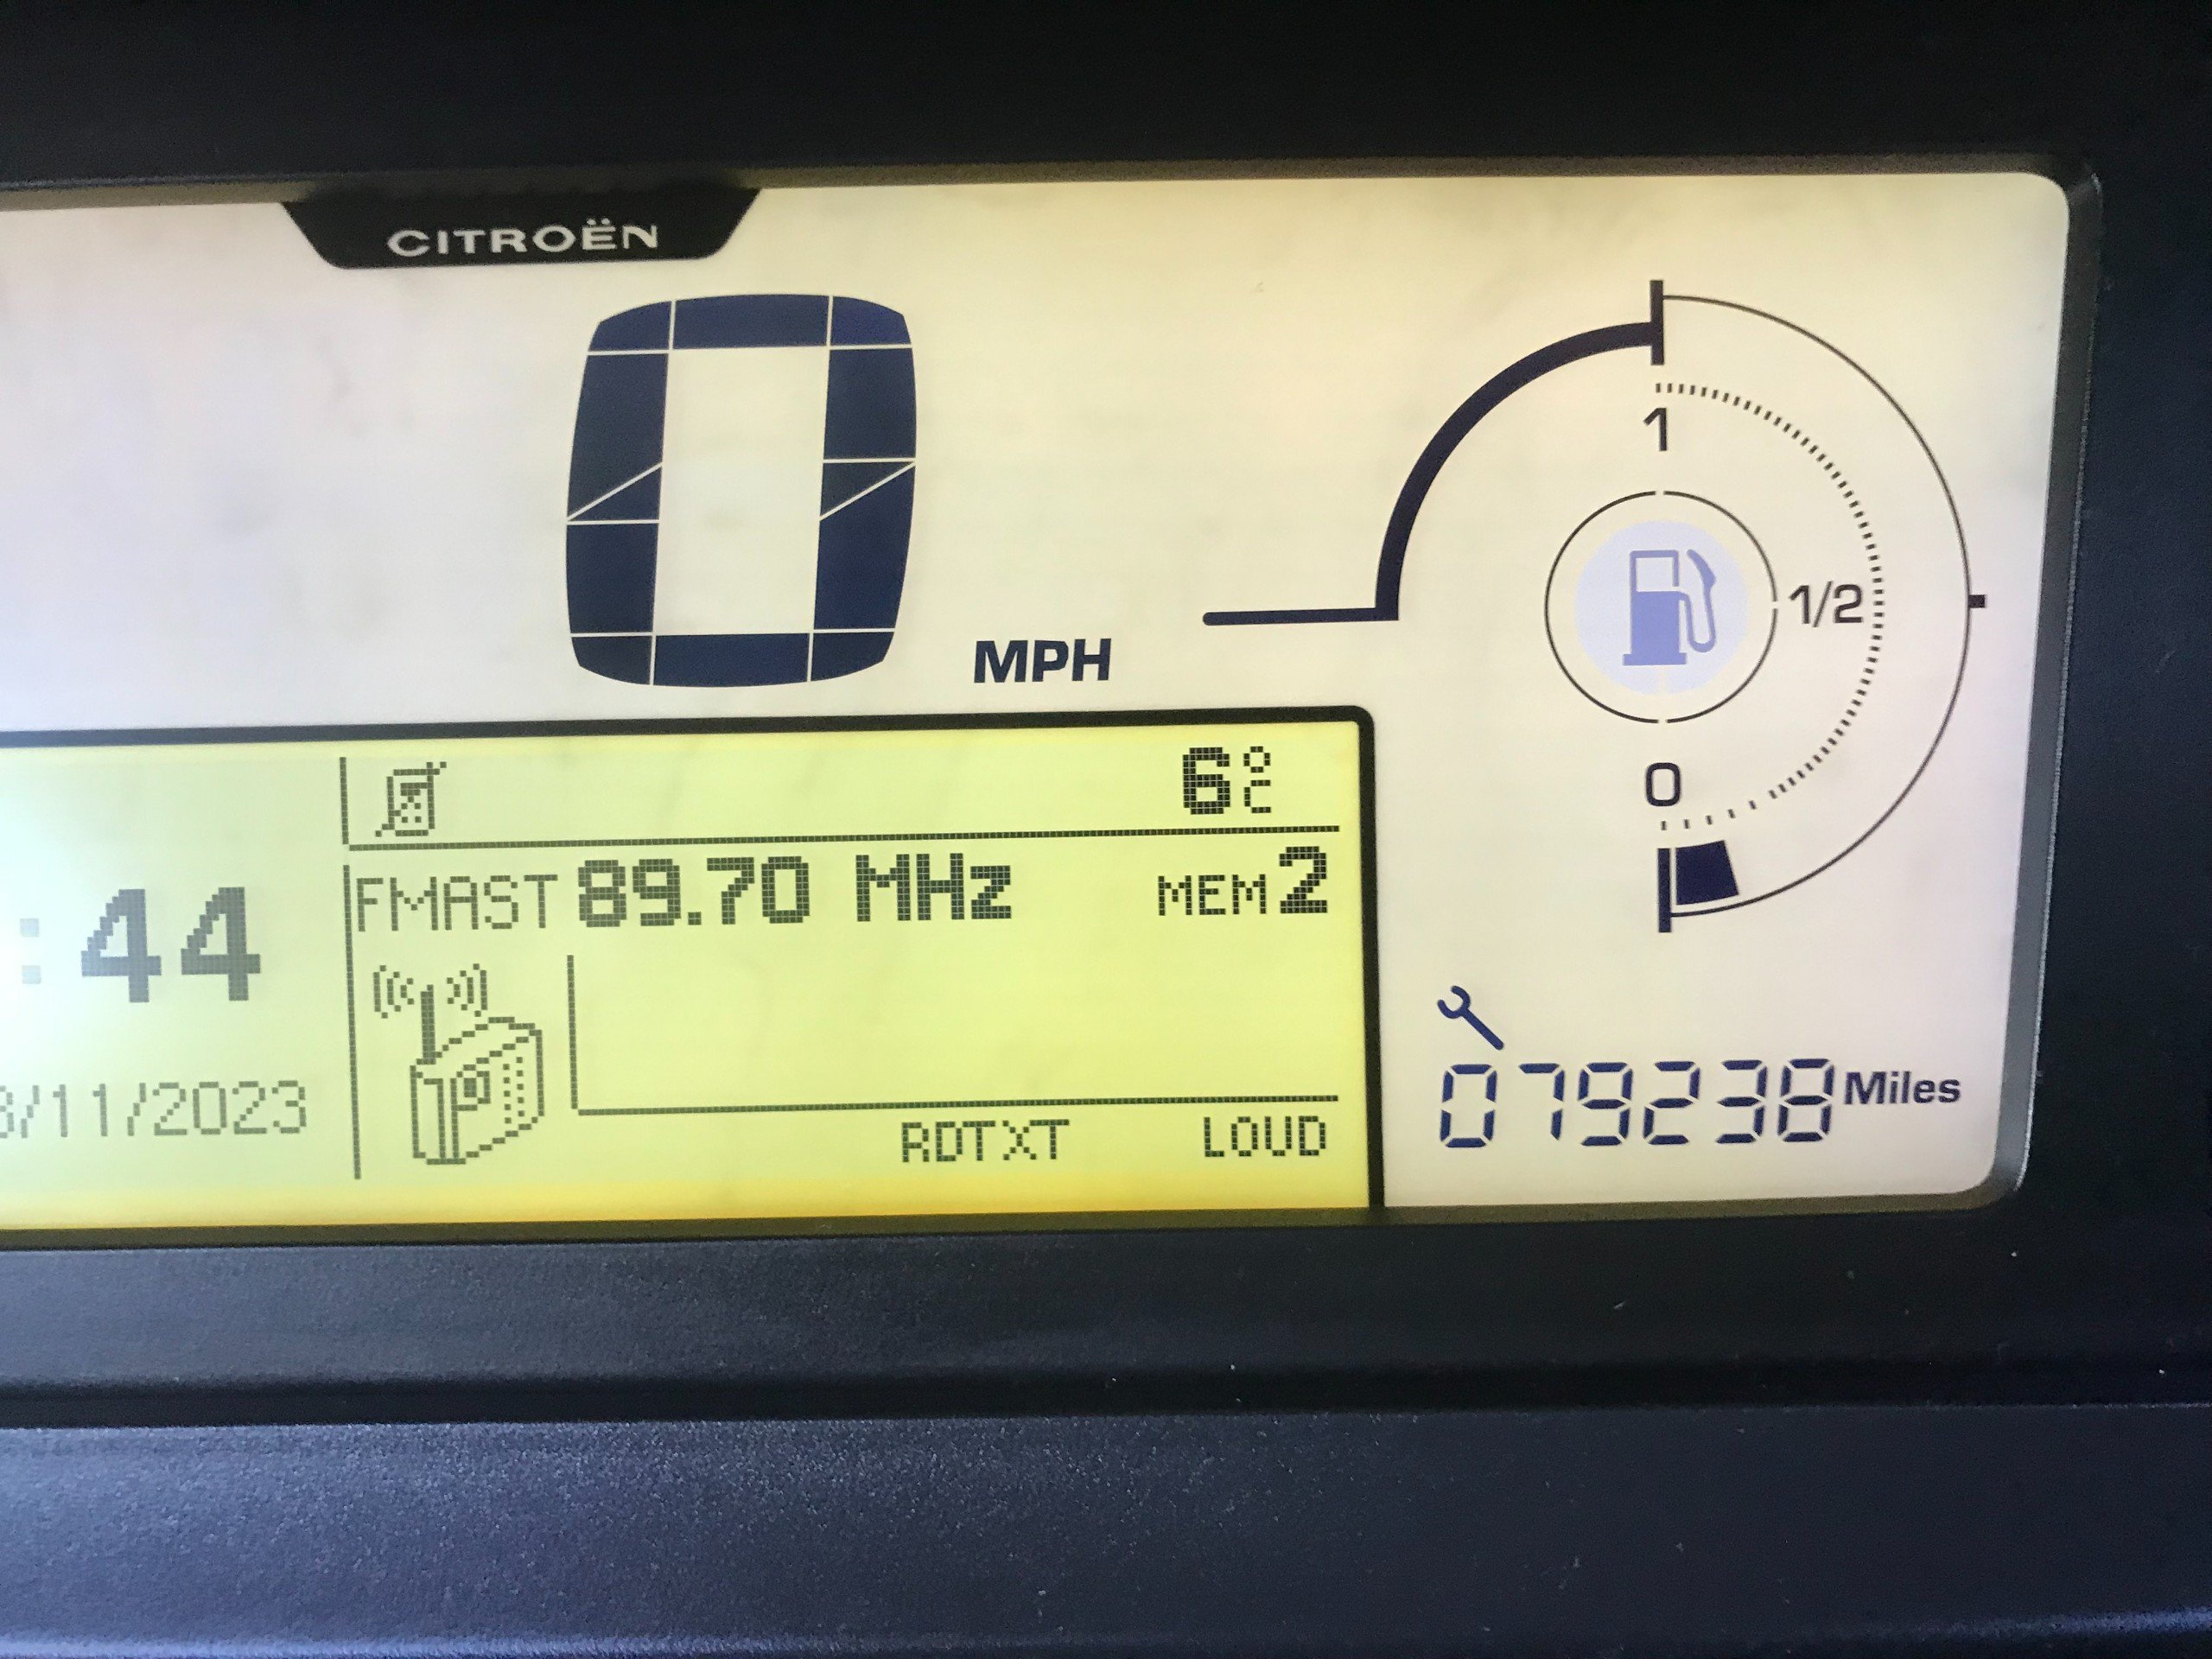 CITROËN
0 MPH
1
1/2
0
6°C
FMAST 89.70 MHz MEM 2
:44
3/11/2023
RDTXT LOUD
079238 Miles